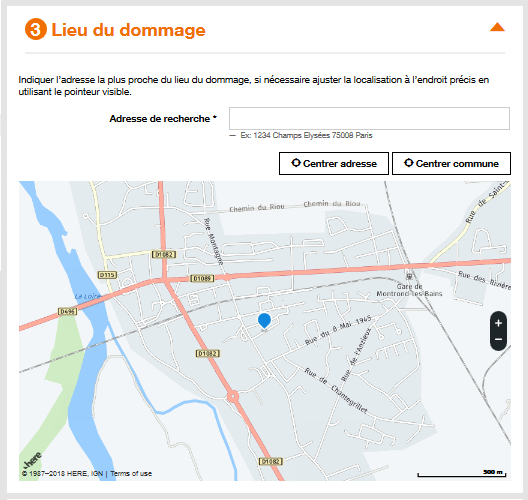 3 Lieu du dommage
Indiquer l'adresse la plus proche du lieu du dommage, si nécessaire ajuster la localisation à l'endroit précis en
utilisant le pointeur visible.
Adresse de recherche *
— Ex: 1234 Champs Elysées 75008 Paris
Centrer adresse
Centrer commune
Chemin du Riou
Chemin du Riou
Rue de Saint-
Rue Montagne
D1082
D115
D1089
Gare de
Montrond-les-Bains
Rue des
La Loire
D496
+
−
Rue du 8 Mai 1945
Rue de l'Anzieux
D1082
Rue de Chantegrillet
D1082
here
© 1987–2018 HERE, IGN | Terms of use
500 m